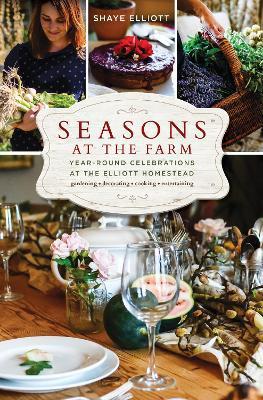 SHAYE ELLIOTT
SEASONS
AT THE FARM
YEAR-ROUND CELEBRATIONS
AT THE ELLIOTT HOMESTEAD
gardening + decorating + cooking + entertaining